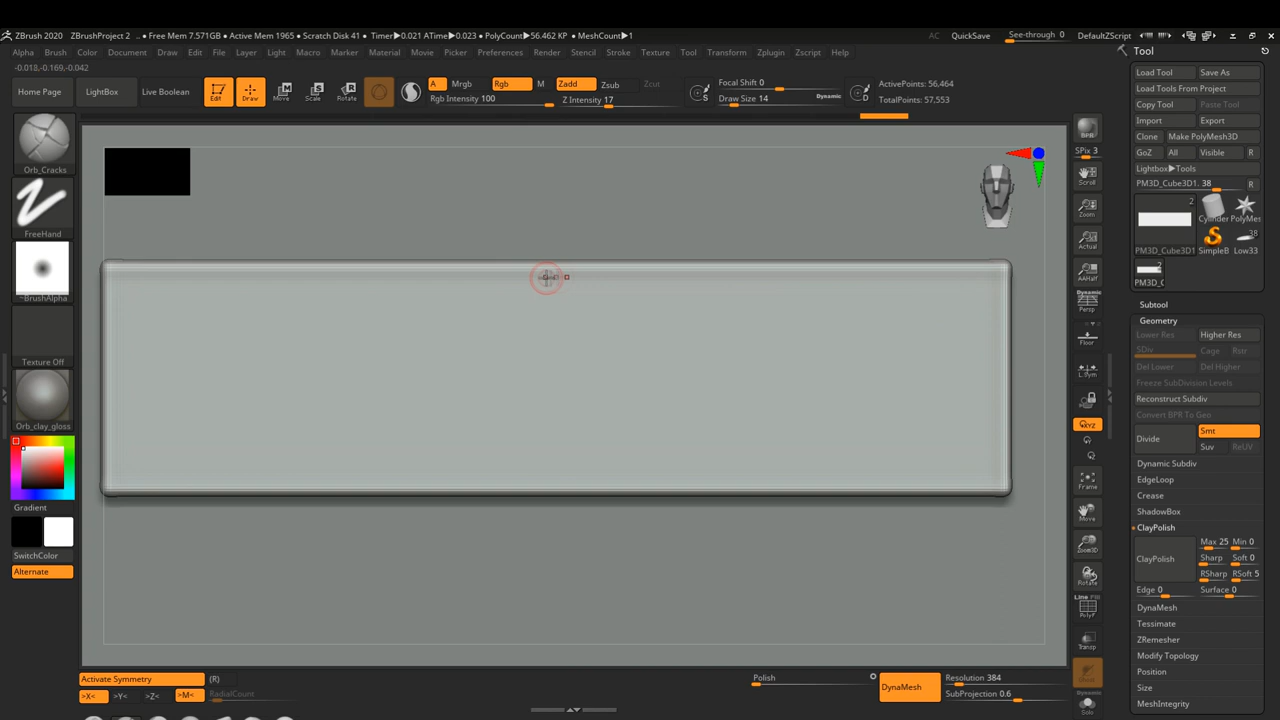 ZBrush 2020 ZBrushProject 2 .. • Free Mem 7.571GB • Active Mem 1965 • Scratch Disk 41 • Timer▶0.021 ATime▶0.023 • PolyCount▶56.462 KP • MeshCount▶1
AC QuickSave See-through 0 DefaultZScript
Alpha Brush Color Document Draw Edit File Layer Light Macro Marker Material Movie Picker Preferences Render Stencil Stroke Texture Tool Transform Zplugin Zscript Help
-0.018,-0.169,-0.042
Home Page LightBox Live Boolean Edit Draw Move Scale Rotate
A Mrgb Rgb M Zadd Zsub Zcut
Rgb Intensity 100 Z Intensity 17
Focal Shift 0
Draw Size 14 Dynamic
ActivePoints: 56,464
TotalPoints: 57,553
Orb_Cracks
FreeHand
~BrushAlpha
Texture Off
Orb_clay_gloss
Gradient
SwitchColor
Alternate
BPR
SPix 3
Scroll
Zoom
Actual
AAHalf
Dynamic
Persp
Floor
L.Sym
XYZ
Frame
Move
Zoom3D
Rotate
Line Fill
PolyF
Transp
Ghost
Dynamic
Solo
Tool
Load Tool Save As
Load Tools From Project
Copy Tool Paste Tool
Import Export
Clone Make PolyMesh3D
GoZ All Visible R
Lightbox▶Tools
PM3D_Cube3D1. 38 R
2
Cylinder PolyMes
PM3D_Cube3D1
SimpleB
38
Low33
2
PM3D_C
Subtool
Geometry
Lower Res Higher Res
SDiv Cage Rstr
Del Lower Del Higher
Freeze SubDivision Levels
Reconstruct Subdiv
Convert BPR To Geo
Divide Smt
Suv ReUV
Dynamic Subdiv
EdgeLoop
Crease
ShadowBox
ClayPolish
ClayPolish Max 25 Min 0
Sharp Soft 0
RSharp RSoft 5
Edge 0 Surface 0
DynaMesh
Tessimate
ZRemesher
Modify Topology
Position
Size
MeshIntegrity
Activate Symmetry (R)
>X< >Y< >Z< >M< RadialCount
Polish
DynaMesh
Resolution 384
SubProjection 0.6